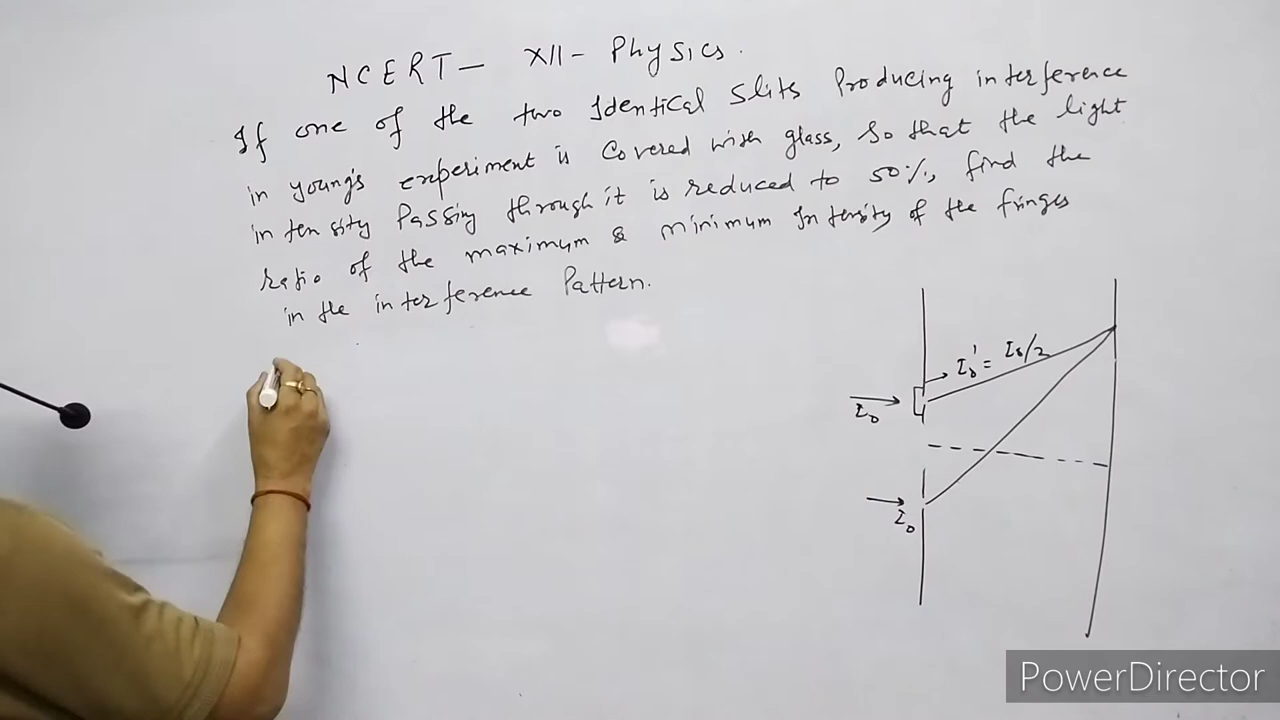 NCERT - XII - Physics.
If one of the two Identical Slits Producing interference
in young's experiment is Covered with glass, so that the light
intensity Passing through it is reduced to 50%, find the
ratio of the maximum & minimum Intensity of the fringes
in the interference Pattern.
I₀' = I₀/2
I₀
I₀
PowerDirector